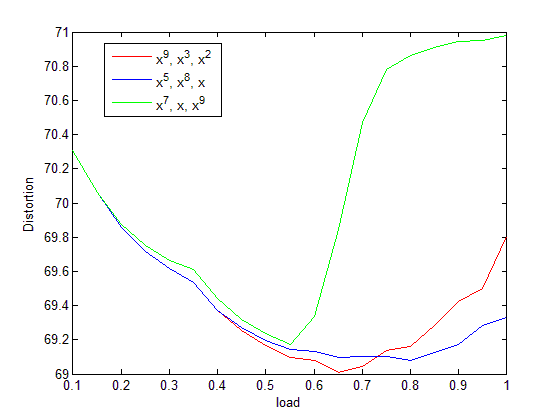 71
70.8
70.6
70.4
70.2
70
69.8
69.6
69.4
69.2
69
Distortion
x⁹, x³, x²
x⁵, x⁸, x
x⁷, x, x⁹
0.1 0.2 0.3 0.4 0.5 0.6 0.7 0.8 0.9 1
load